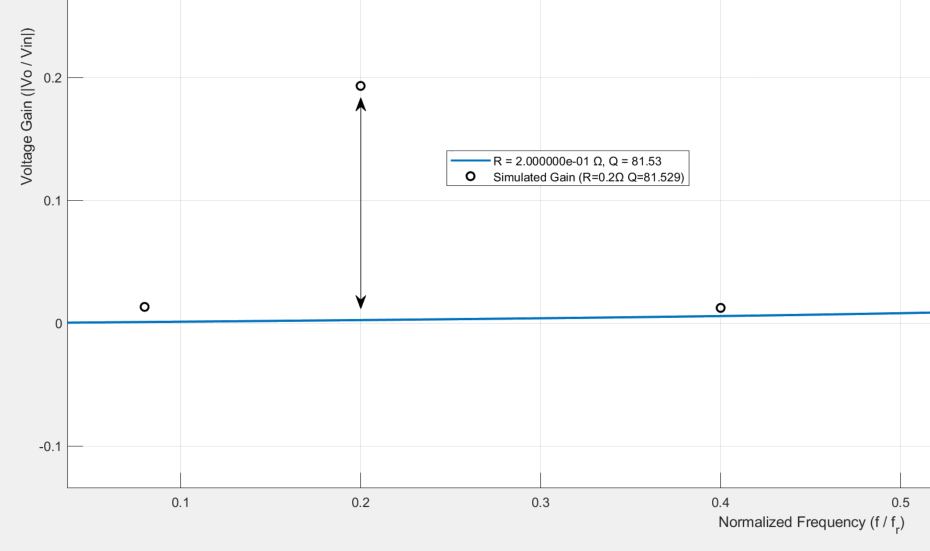 Voltage Gain (|Vo / Vin|)
0.2
0.1
0
-0.1
R = 2.000000e-01 Ω, Q = 81.53
Simulated Gain (R=0.2Ω Q=81.529)
0.1 0.2 0.3 0.4 0.5
Normalized Frequency (f / fr)